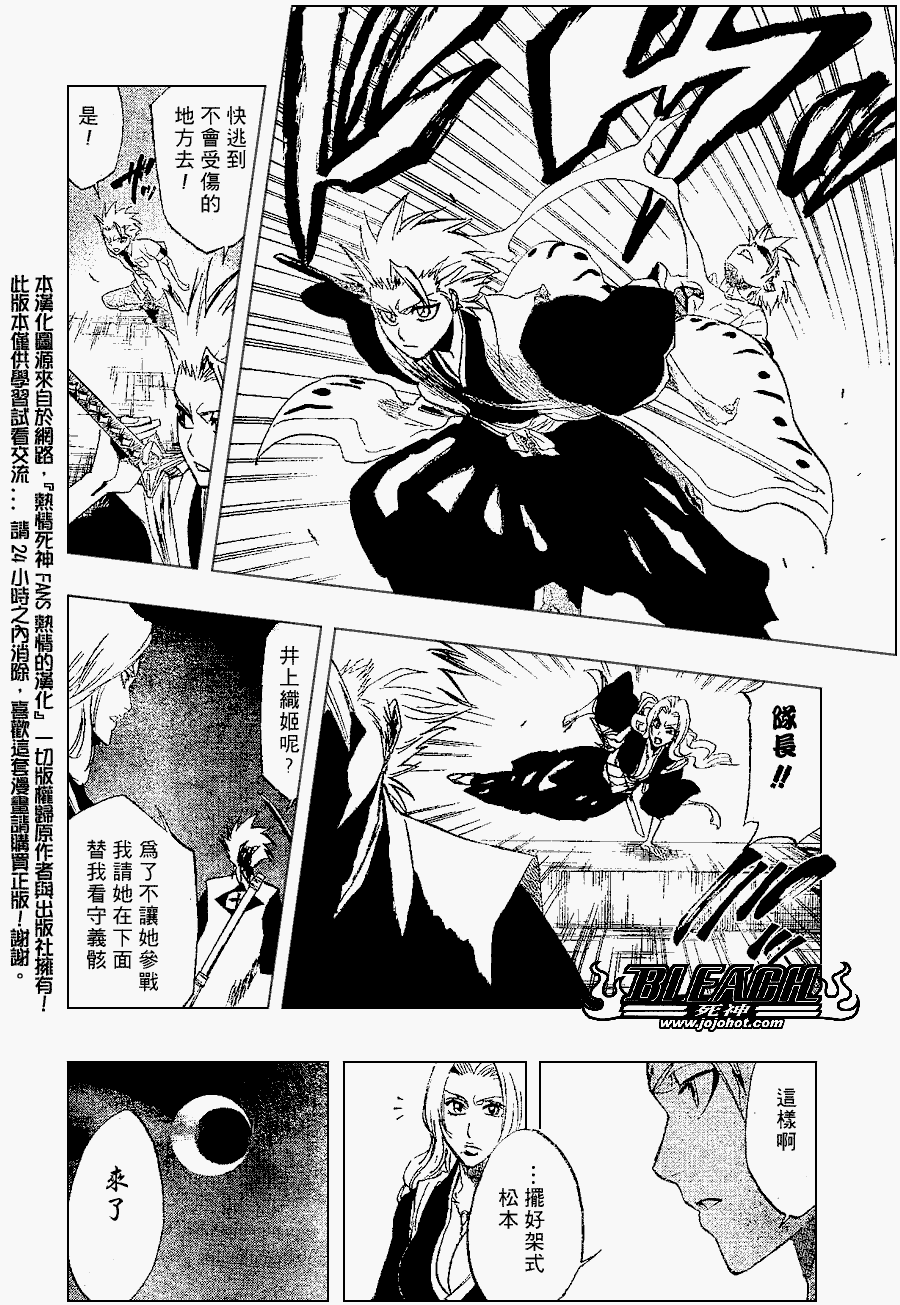 快逃到
不會受傷的
地方去！
是！
隊長!!
井上織姬呢？
為了不讓她參戰
我請她在下面
替我看守義骸
這樣啊
…擺好架式
松本
來了
本漢化圖源來自於網路，『熱情死神FANS熱情的漢化』一切版權歸原作者與出版社擁有！
此版本僅供學習試看交流... 請24小時之內消除，喜歡這套漫畫請購買正版！謝謝。
BLEACH
死神
www.jojohot.com